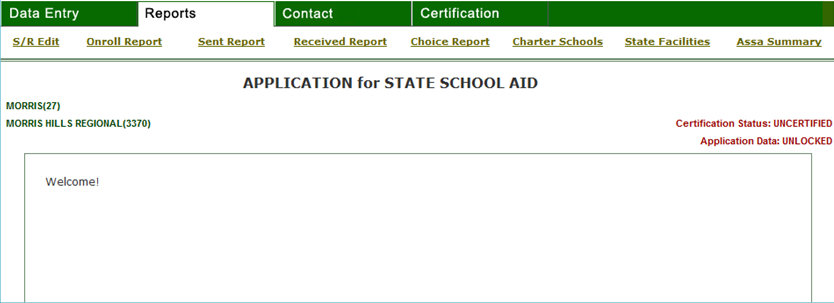 Data Entry Reports Contact Certification
S/R Edit Onroll Report Sent Report Received Report Choice Report Charter Schools State Facilities Assa Summary
APPLICATION for STATE SCHOOL AID
MORRIS(27)
MORRIS HILLS REGIONAL(3370) Certification Status: UNCERTIFIED
Application Data: UNLOCKED
Welcome!